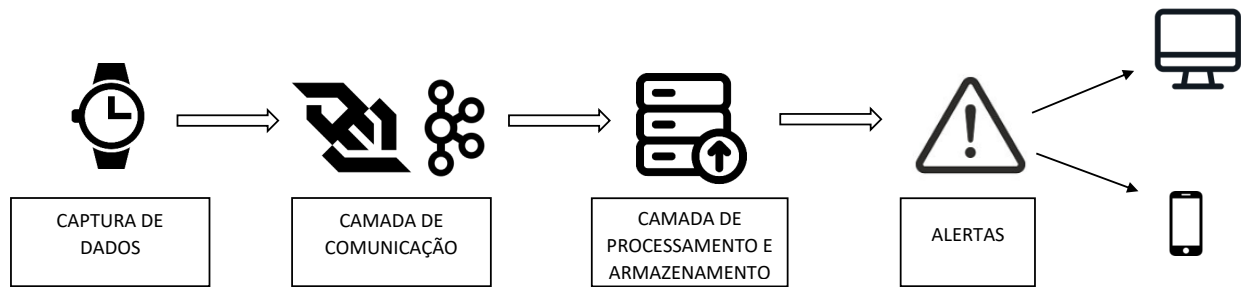 CAPTURA DE
DADOS
CAMADA DE
COMUNICAÇÃO
CAMADA DE
PROCESSAMENTO E
ARMAZENAMENTO
ALERTAS